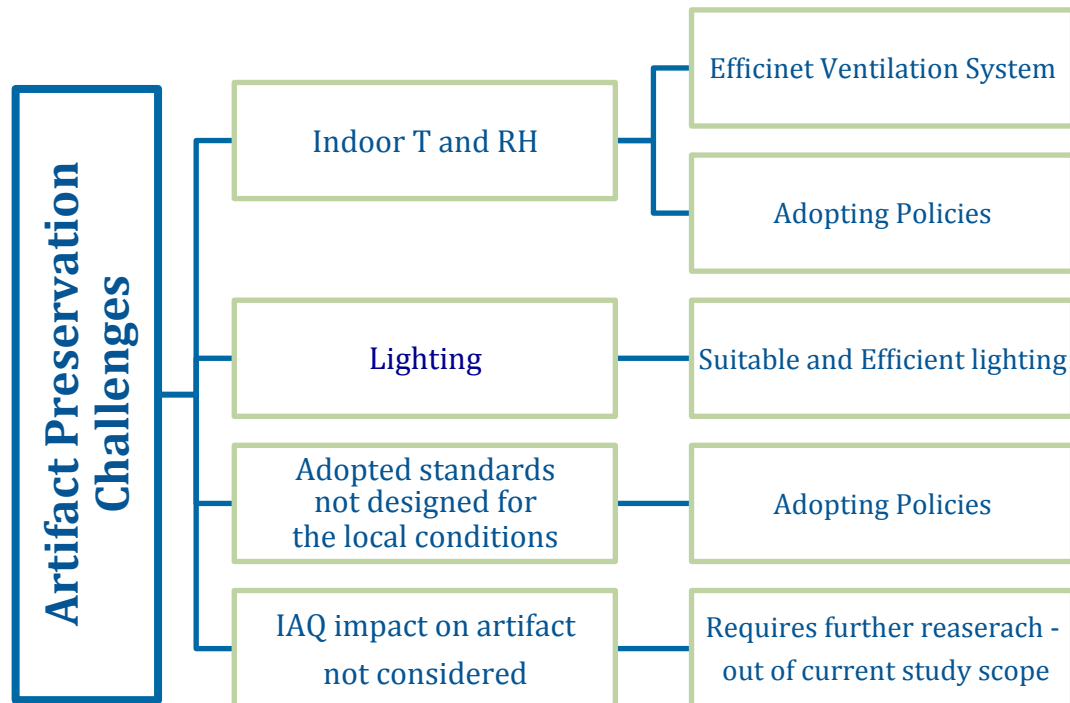 Artifact Preservation
Challenges
Indoor T and RH
Efficinet Ventilation System
Adopting Policies
Lighting
Suitable and Efficient lighting
Adopted standards
not designed for
the local conditions
Adopting Policies
IAQ impact on artifact
not considered
Requires further reaserach -
out of current study scope